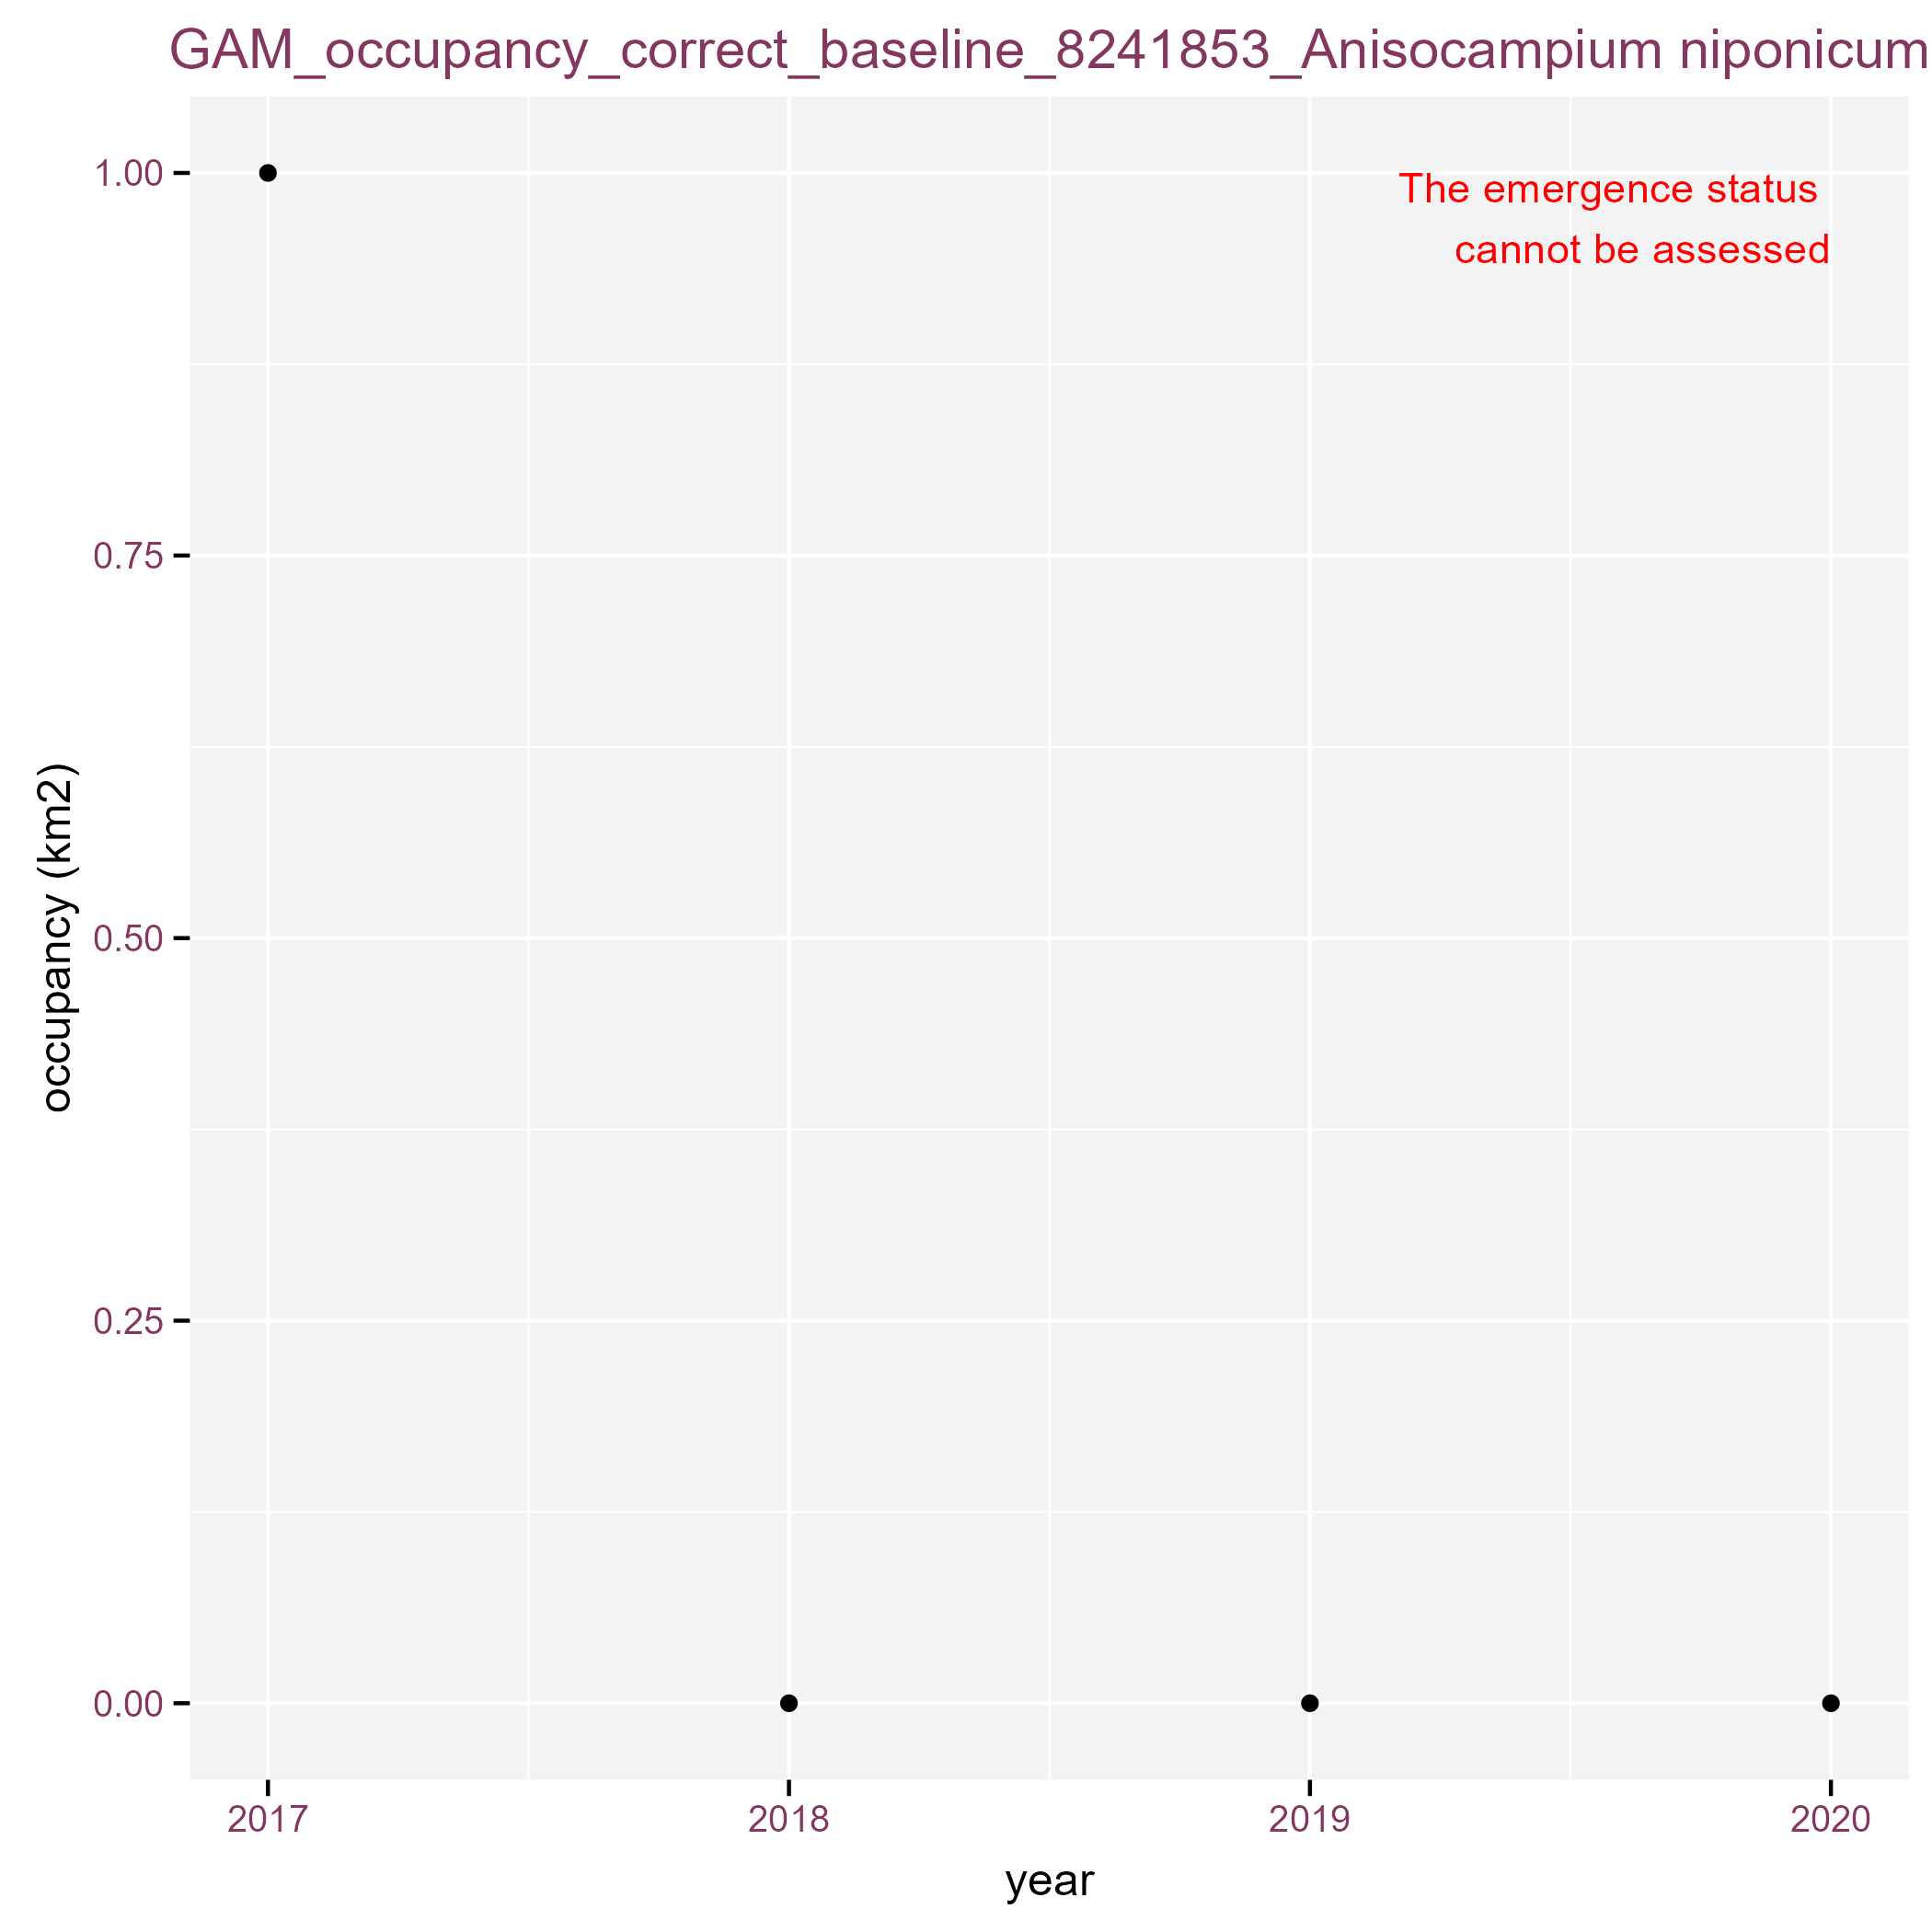 GAM_occupancy_correct_baseline_8241853_Anisocampium niponicum
1.00
The emergence status
cannot be assessed
0.75
0.50
0.25
0.00
occupancy (km2)
2017 2018 2019 2020
year